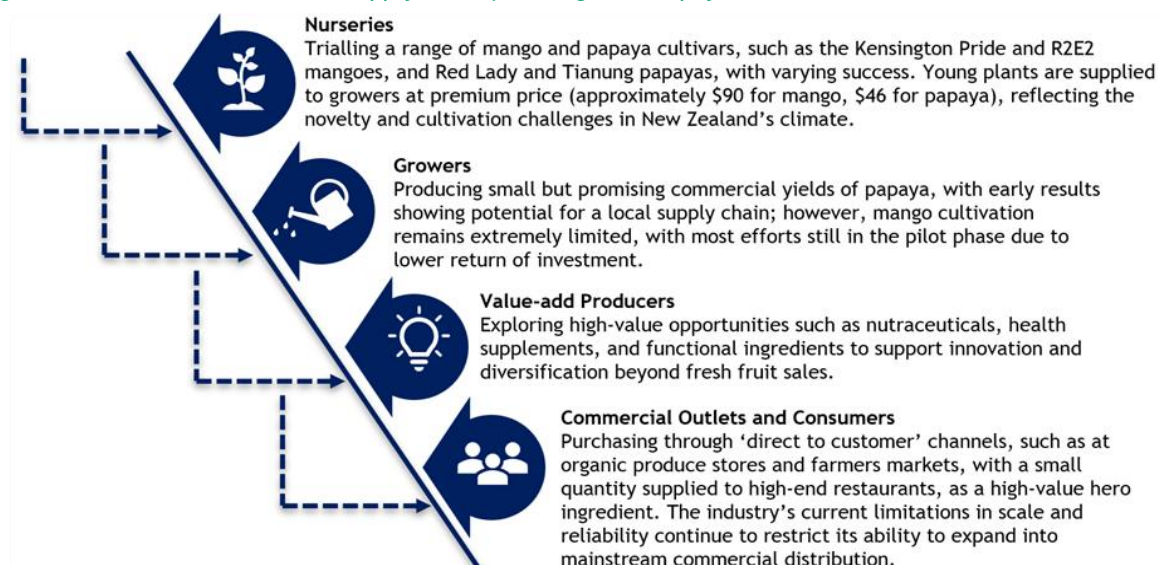 Nurseries
Trialling a range of mango and papaya cultivars, such as the Kensington Pride and R2E2
mangoes, and Red Lady and Tianung papayas, with varying success. Young plants are supplied
to growers at premium price (approximately $90 for mango, $46 for papaya), reflecting the
novelty and cultivation challenges in New Zealand’s climate.
Growers
Producing small but promising commercial yields of papaya, with early results
showing potential for a local supply chain; however, mango cultivation
remains extremely limited, with most efforts still in the pilot phase due to
lower return of investment.
Value-add Producers
Exploring high-value opportunities such as nutraceuticals, health
supplements, and functional ingredients to support innovation and
diversification beyond fresh fruit sales.
Commercial Outlets and Consumers
Purchasing through ‘direct to customer’ channels, such as at
organic produce stores and farmers markets, with a small
quantity supplied to high-end restaurants, as a high-value hero
ingredient. The industry’s current limitations in scale and
reliability continue to restrict its ability to expand into
mainstream commercial distribution.